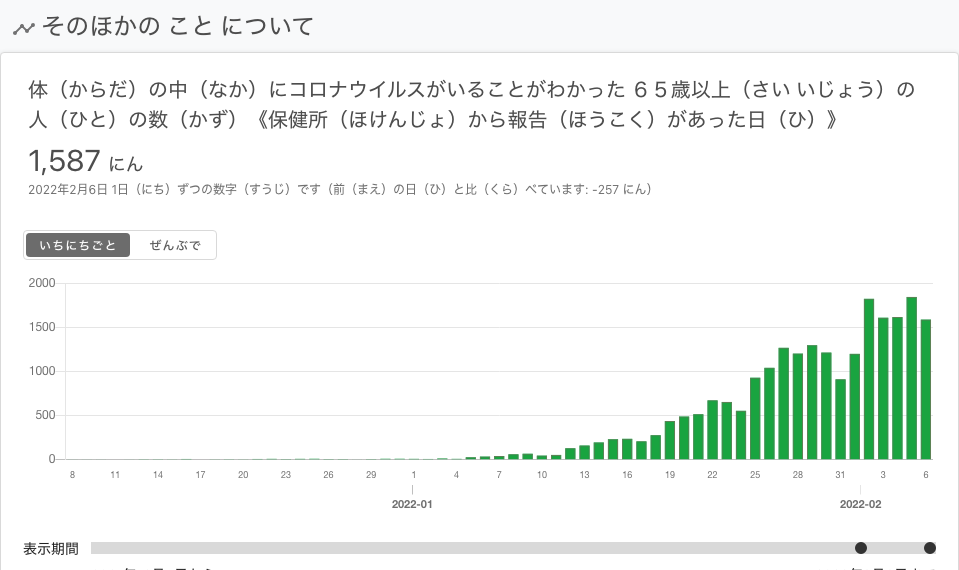 そのほかの こと について
体（からだ）の中（なか）にコロナウイルスがいることがわかった ６５歳以上（さい いじょう）の
人（ひと）の数（かず）《保健所（ほけんじょ）から報告（ほうこく）があった日（ひ）》
1,587 にん
2022年2月6日 1日（にち）ずつの数字（すうじ）です（前（まえ）の日（ひ）と比（くら）べています: -257 にん）
いちにちごと ぜんぶで
2000
1500
1000
500
0
8 11 14 17 20 23 26 29 1 4 7 10 13 16 19 22 25 28 31 3 6
2022-01 2022-02
表示期間